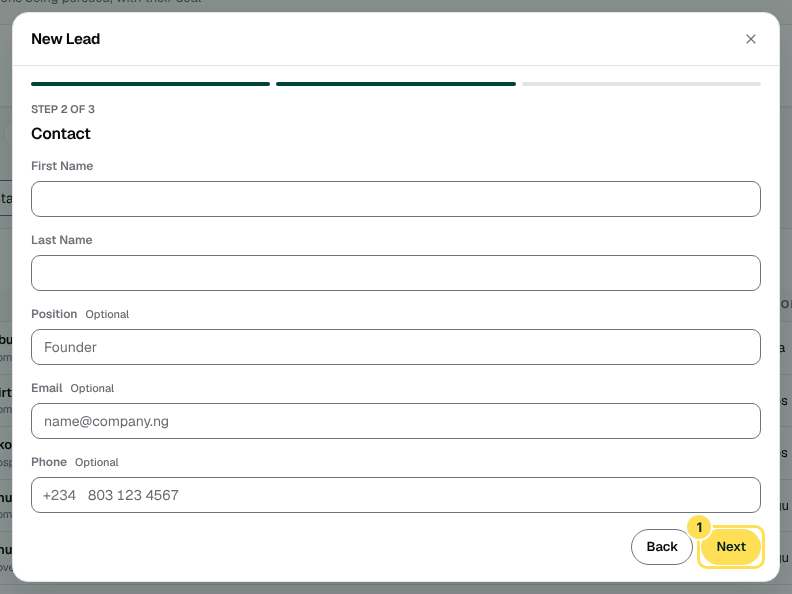 New Lead
STEP 2 OF 3
Contact
First Name
Last Name
Position Optional
Founder
Email Optional
name@company.ng
Phone Optional
+234 803 123 4567
1
Back
Next